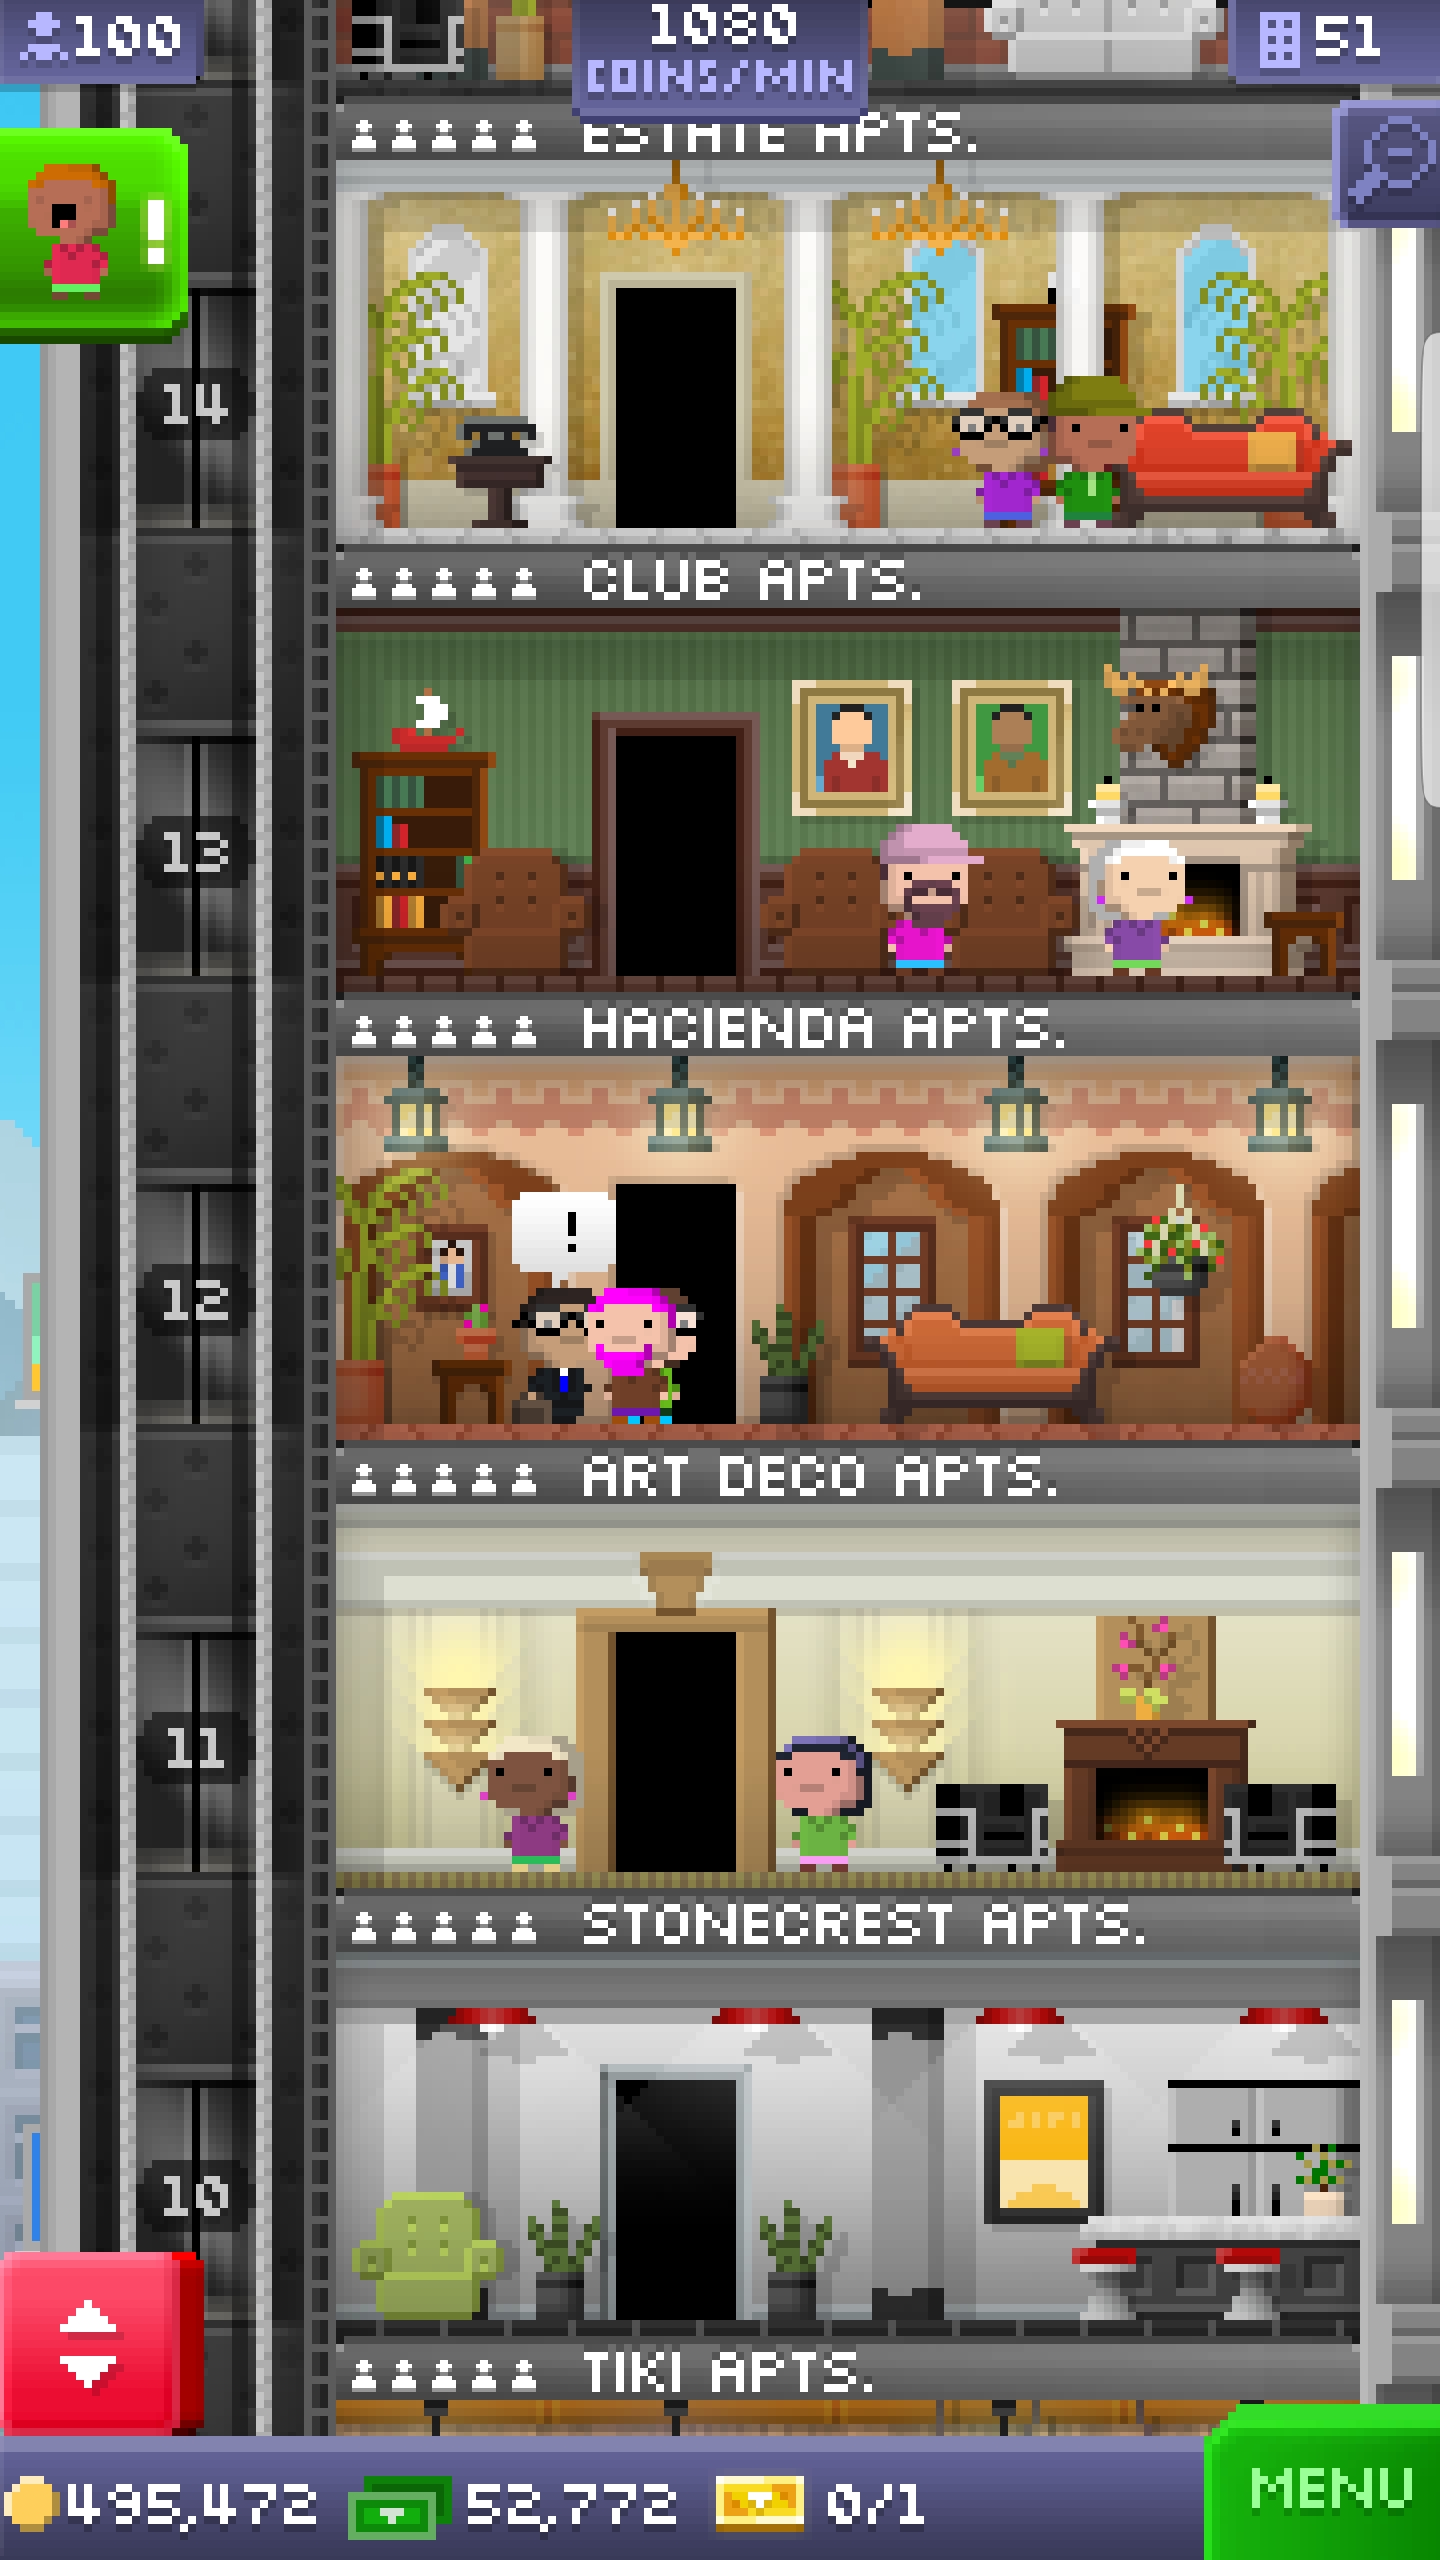 100
1080
COINS/MIN
51
ESTATE APTS.
!
14
CLUB APTS.
13
HACIENDA APTS.
!
12
ART DECO APTS.
11
STONECREST APTS.
10
TIKI APTS.
495,472
52,772
0/1
MENU